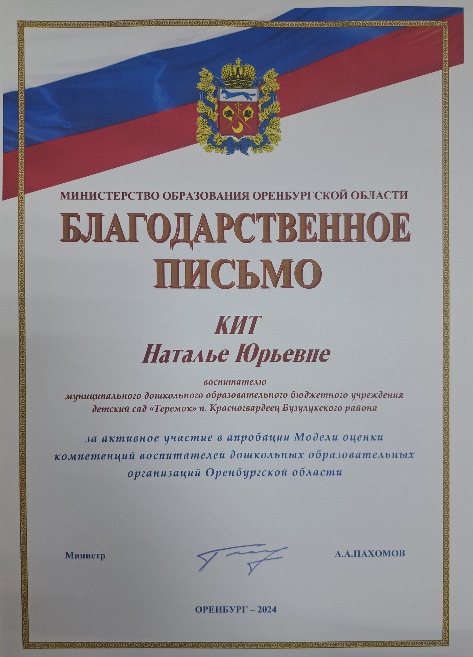 МИНИСТЕРСТВО ОБРАЗОВАНИЯ ОРЕНБУРГСКОЙ ОБЛАСТИ
БЛАГОДАРСТВЕННОЕ
ПИСЬМО
КИТ
Наталье Юрьевне
воспитателю
муниципального дошкольного образовательного бюджетного учреждения
детский сад «Теремок» п. Красногвардеец Бузулукского района
за активное участие в апробации Модели оценки
компетенций воспитателей дошкольных образовательных
организаций Оренбургской области
Министр А.А.ПАХОМОВ
ОРЕНБУРГ – 2024